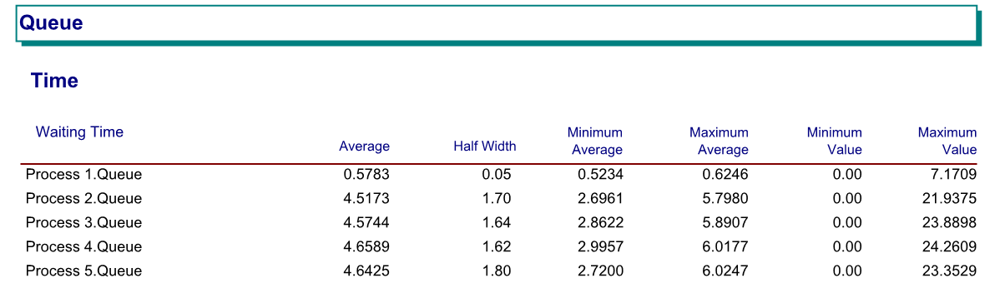 Queue
Time
Waiting Time Average Half Width Minimum Average Maximum Average Minimum Value Maximum Value
Process 1.Queue 0.5783 0.05 0.5234 0.6246 0.00 7.1709
Process 2.Queue 4.5173 1.70 2.6961 5.7980 0.00 21.9375
Process 3.Queue 4.5744 1.64 2.8622 5.8907 0.00 23.8898
Process 4.Queue 4.6589 1.62 2.9957 6.0177 0.00 24.2609
Process 5.Queue 4.6425 1.80 2.7200 6.0247 0.00 23.3529